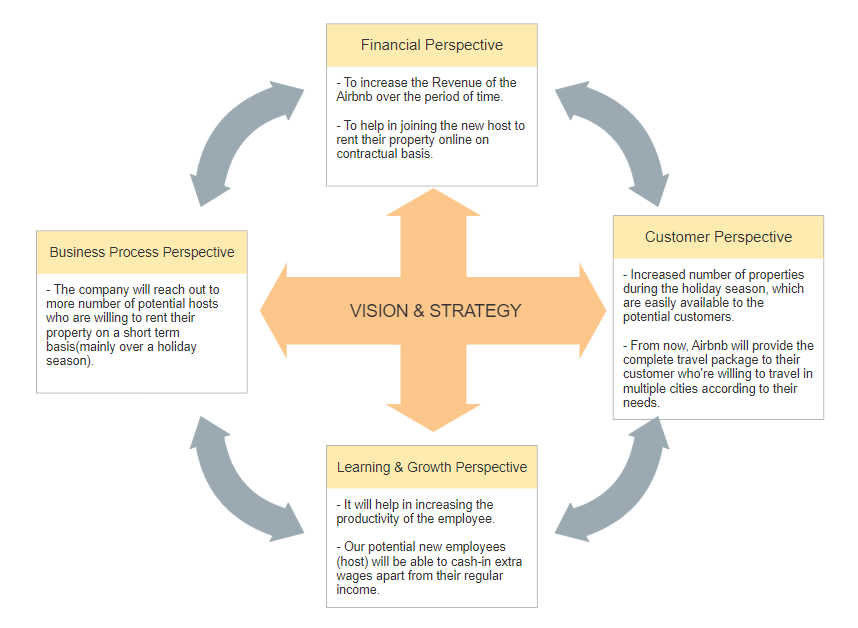 Financial Perspective
- To increase the Revenue of the
Airbnb over the period of time.
- To help in joining the new host to
rent their property online on
contractual basis.
Business Process Perspective
- The company will reach out to
more number of potential hosts
who are willing to rent their
property on a short term
basis(mainly over a holiday
season).
VISION & STRATEGY
Customer Perspective
- Increased number of properties
during the holiday season, which
are easily available to the
potential customers.
- From now, Airbnb will provide the
complete travel package to their
customer who're willing to travel in
multiple cities according to their
needs.
Learning & Growth Perspective
- It will help in increasing the
productivity of the employee.
- Our potential new employees
(host) will be able to cash-in extra
wages apart from their regular
income.